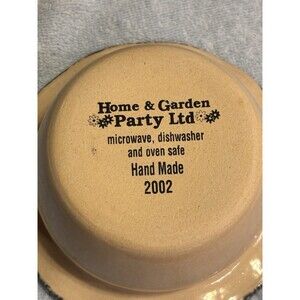 Home & Garden
Party Ltd
microwave, dishwasher
and oven safe
Hand Made
2002